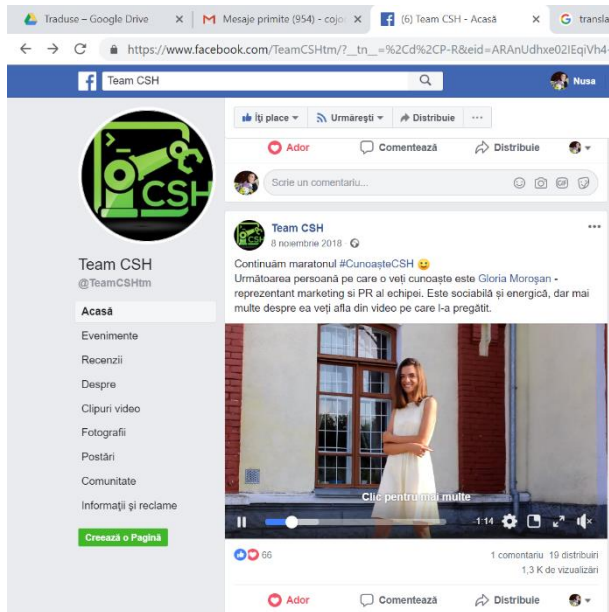 Traduse – Google Drive
Mesaje primite (954) - cojo
(6) Team CSH - Acasă
transla
https://www.facebook.com/TeamCSHtm/?__tn__=%2Cd%2CP-R&eid=ARAnUdhxe02IEqiVh4-
Team CSH
Nusa
Îți place
Urmărești
Distribuie
Ador
Comentează
Distribuie
Scrie un comentariu...
GIF
CSH
Team CSH
@TeamCSHtm
Acasă
Evenimente
Recenzii
Despre
Clipuri video
Fotografii
Postări
Comunitate
Informații și reclame
Creează o Pagină
Team CSH
8 noiembrie 2018
Continuăm maratonul #CunoașteCSH
Următoarea persoană pe care o veți cunoaște este Gloria Moroșan -
reprezentant marketing si PR al echipei. Este sociabilă și energică, dar mai
multe despre ea veți afla din video pe care l-a pregătit.
Clic pentru mai multe
-1:14
66
1 comentariu 19 distribuiri
1,3 K de vizualizări
Ador
Comentează
Distribuie